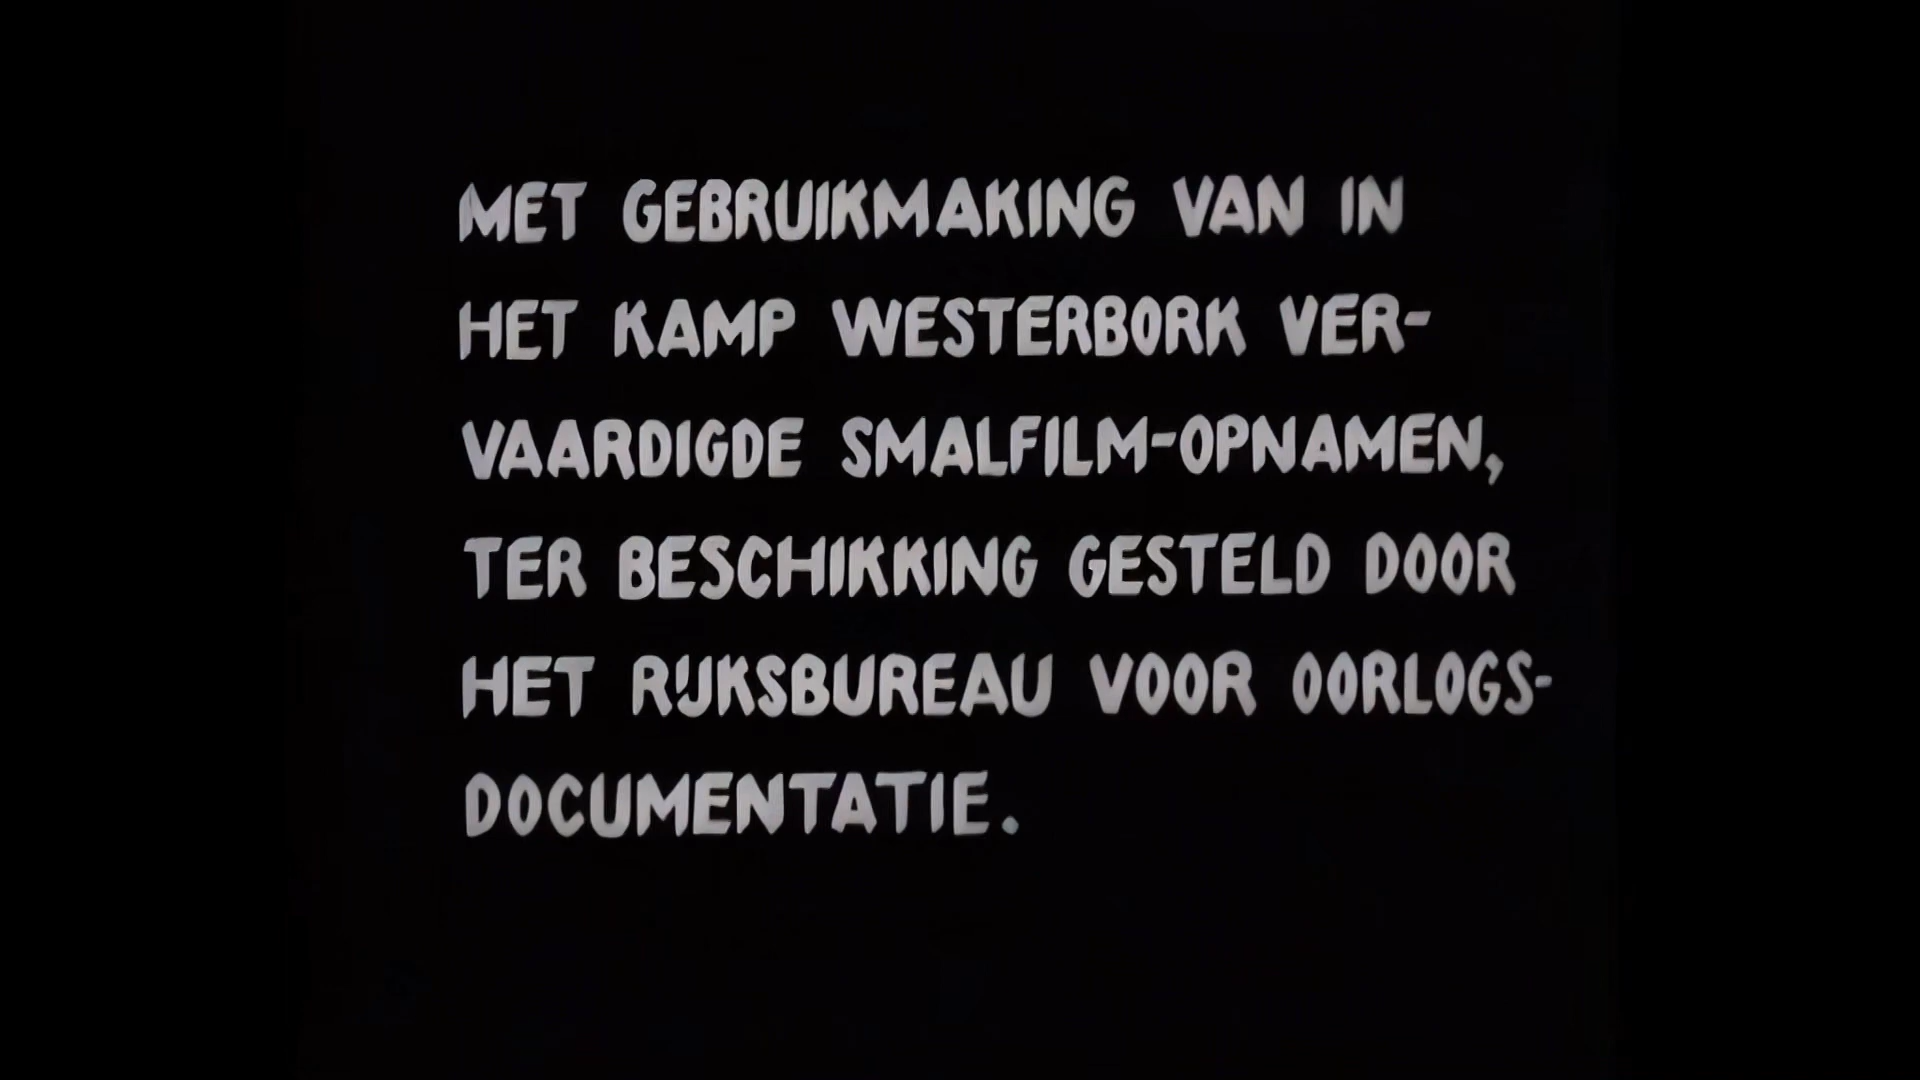 MET GEBRUIKMAKING VAN IN
HET KAMP WESTERBORK VER-
VAARDIGDE SMALFILM-OPNAMEN,
TER BESCHIKKING GESTELD DOOR
HET RIJKSBUREAU VOOR OORLOGS-
DOCUMENTATIE.